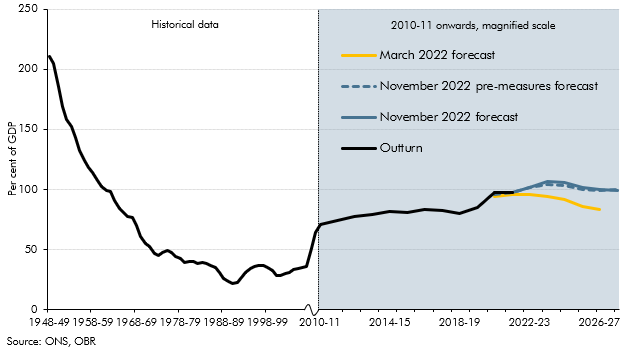 250
200
150
100
50
0
Per cent of GDP
Historical data
2010-11 onwards, magnified scale
March 2022 forecast
November 2022 pre-measures forecast
November 2022 forecast
Outturn
1948-49 1958-59 1968-69 1978-79 1988-89 1998-99 2010-11 2014-15 2018-19 2022-23 2026-27
Source: ONS, OBR